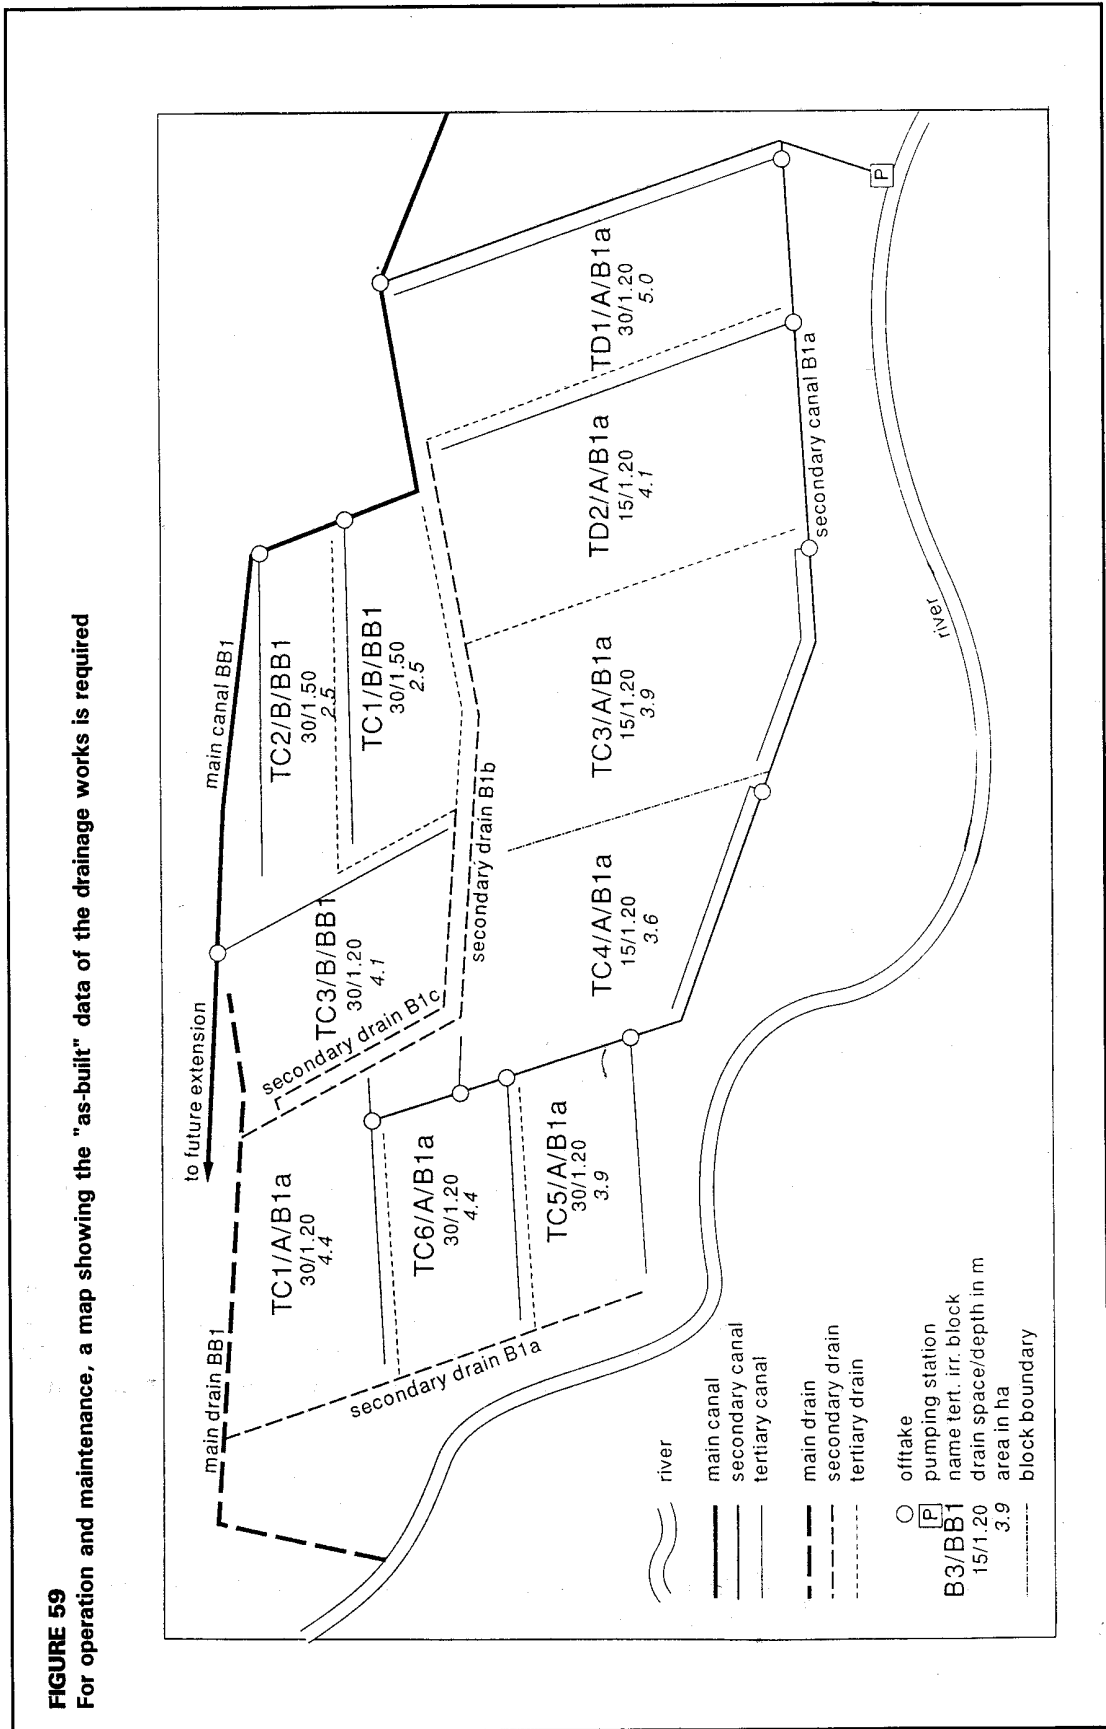 FIGURE 59
For operation and maintenance, a map showing the "as-built" data of the drainage works is required
to future extension
main canal BB1
main drain BB1
TC2/B/BB1
30/1.50
2.5
TC1/B/BB1
30/1.50
2.5
TC3/B/BB1
30/1.20
4.1
secondary drain B1c
secondary drain B1b
TC1/A/B1a
30/1.20
4.4
TC6/A/B1a
30/1.20
4.4
TC5/A/B1a
30/1.20
3.9
TC4/A/B1a
15/1.20
3.6
TC3/A/B1a
15/1.20
3.9
TD2/A/B1a
15/1.20
4.1
TD1/A/B1a
30/1.20
5.0
secondary drain B1a
secondary canal B1a
P
river
river
main canal
secondary canal
tertiary canal
main drain
secondary drain
tertiary drain
offtake
P pumping station
B3/BB1 name tert. irr. block
15/1.20 drain space/depth in m
3.9 area in ha
block boundary